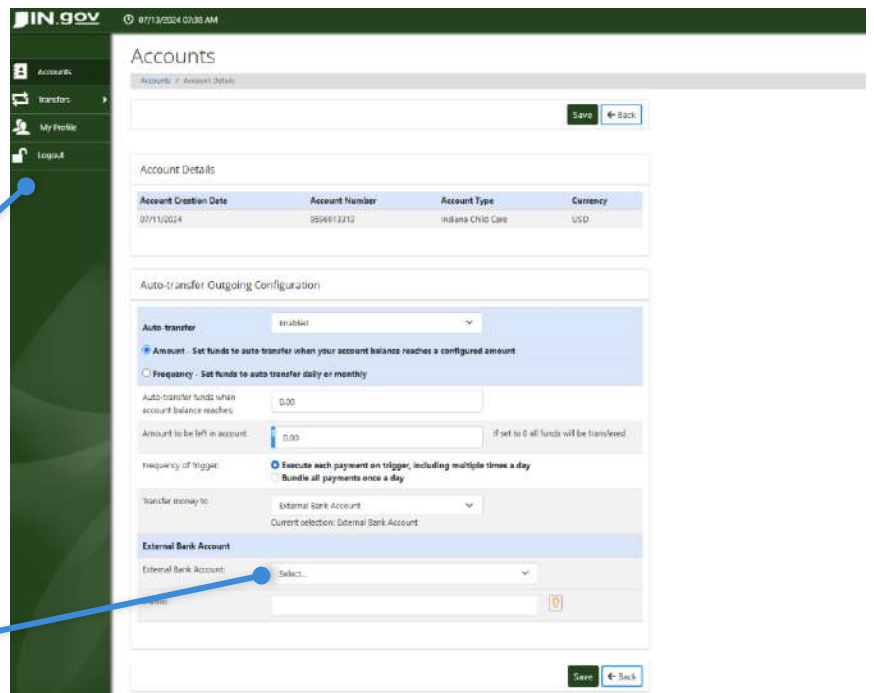 IN.gov
07/13/2024 07:38 AM
Accounts
Transfers
My Profile
Logout
Accounts
Accounts / Account Details
Save
Back
Account Details
Account Creation Date Account Number Account Type Currency
07/11/2024 9596913313 Indiana Child Care USD
Auto-transfer Outgoing Configuration
Auto-transfer Enabled
Amount - Set funds to auto transfer when your account balance reaches a configured amount
Frequency - Set funds to auto transfer daily or monthly
Auto-transfer funds when
account balance reaches: 0.00
Amount to be left in account: 0.00 If set to 0 all funds will be transfered
Frequency of trigger: Execute each payment on trigger, including multiple times a day
Bundle all payments once a day
Transfer money to: External Bank Account
Current selection: External Bank Account
External Bank Account
External Bank Account: Select...
Save
Back